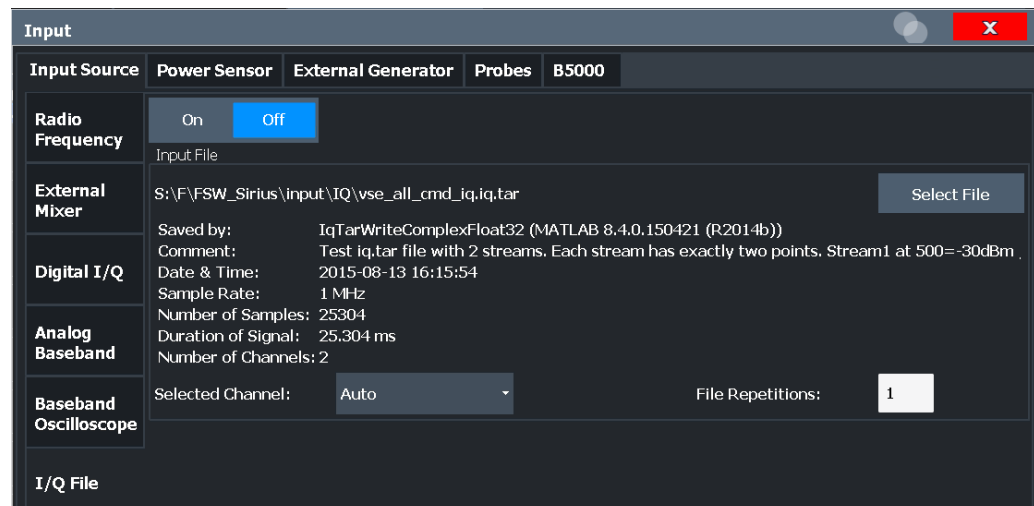 Input
X
Input Source Power Sensor External Generator Probes B5000
Radio Frequency
On Off
Input File
External Mixer
S:\F\FSW_Sirius\input\IQ\vse_all_cmd_iq.iq.tar
Select File
Saved by: IqTarWriteComplexFloat32 (MATLAB 8.4.0.150421 (R2014b))
Comment: Test iq.tar file with 2 streams. Each stream has exactly two points. Stream1 at 500=-30dBm ,
Digital I/Q
Date & Time: 2015-08-13 16:15:54
Sample Rate: 1 MHz
Number of Samples: 25304
Analog Baseband
Duration of Signal: 25.304 ms
Number of Channels: 2
Baseband Oscilloscope
Selected Channel: Auto
File Repetitions: 1
I/Q File